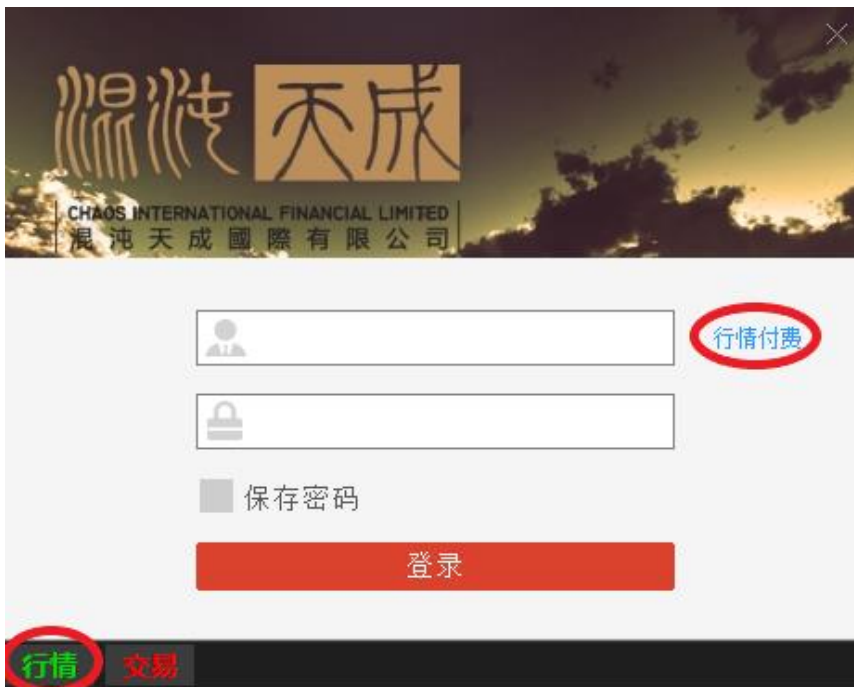 混沌天成
CHAOS INTERNATIONAL FINANCIAL LIMITED
混沌天成國際有限公司
行情付费
保存密码
登录
行情 交易